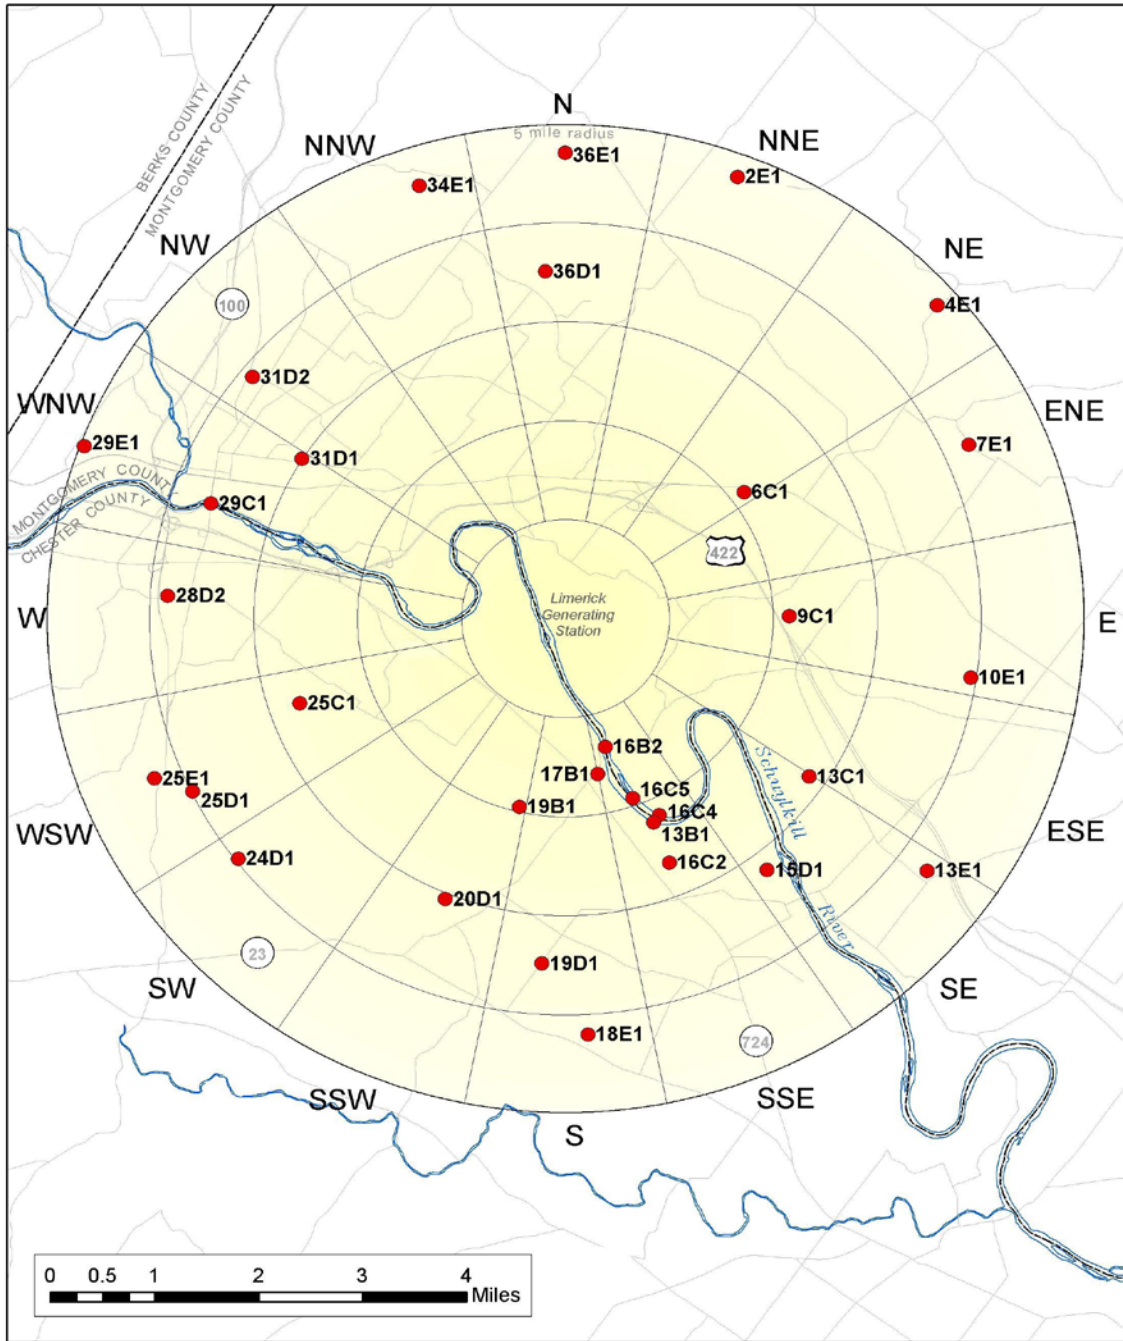 N
5 mile radius
NNW
NNE
36E1
34E1
2E1
BERKS COUNTY
MONTGOMERY COUNTY
NW
NE
36D1
100
4E1
31D2
WNW
ENE
29E1
7E1
31D1
6C1
MONTGOMERY COUNTY
CHESTER COUNTY
29C1
422
28D2
Limerick
Generating
Station
W
9C1
E
10E1
25C1
16B2
17B1
Schuylkill
River
13C1
25E1
25D1
16C5
19B1
16C4
13B1
WSW
ESE
24D1
16C2
15D1
13E1
20D1
23
19D1
SW
SE
18E1
724
SSW
SSE
S
0 0.5 1 2 3 4
Miles